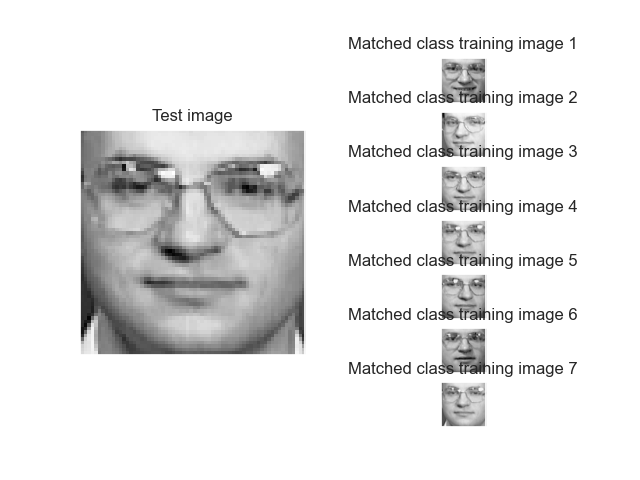 Test image
Matched class training image 1
Matched class training image 2
Matched class training image 3
Matched class training image 4
Matched class training image 5
Matched class training image 6
Matched class training image 7